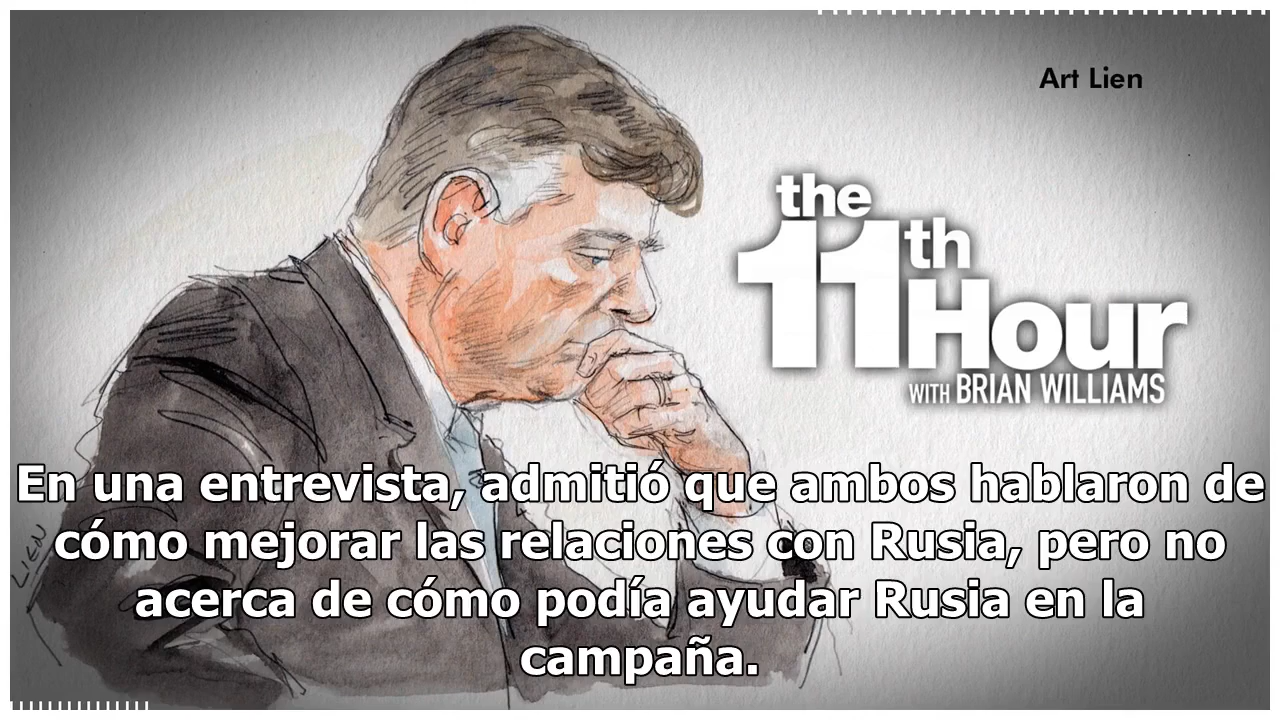 Art Lien
the
11th
Hour
WITH BRIAN WILLIAMS
En una entrevista, admitió que ambos hablaron de
cómo mejorar las relaciones con Rusia, pero no
acerca de cómo podía ayudar Rusia en la
campaña.
LIEN